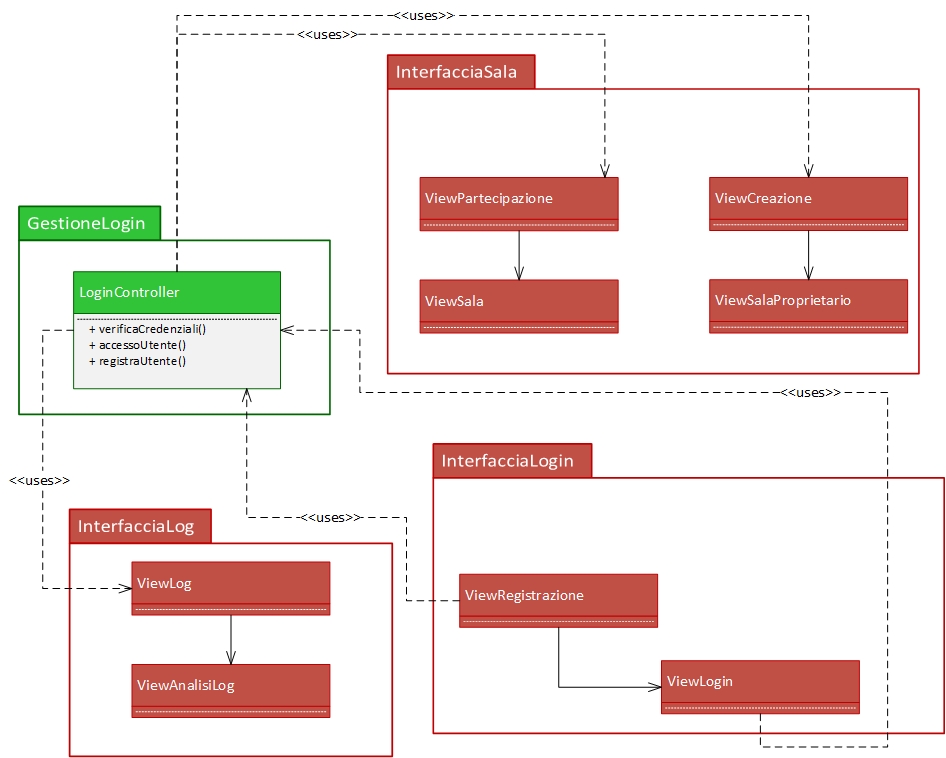 <<uses>>
<<uses>>
InterfacciaSala
ViewPartecipazione
ViewCreazione
GestioneLogin
LoginController
ViewSala
ViewSalaProprietario
+ verificaCredenziali()
+ accessoUtente()
+ registraUtente()
<<uses>>
InterfacciaLogin
<<uses>>
<<uses>>
InterfacciaLog
ViewLog
ViewRegistrazione
ViewAnalisiLog
ViewLogin